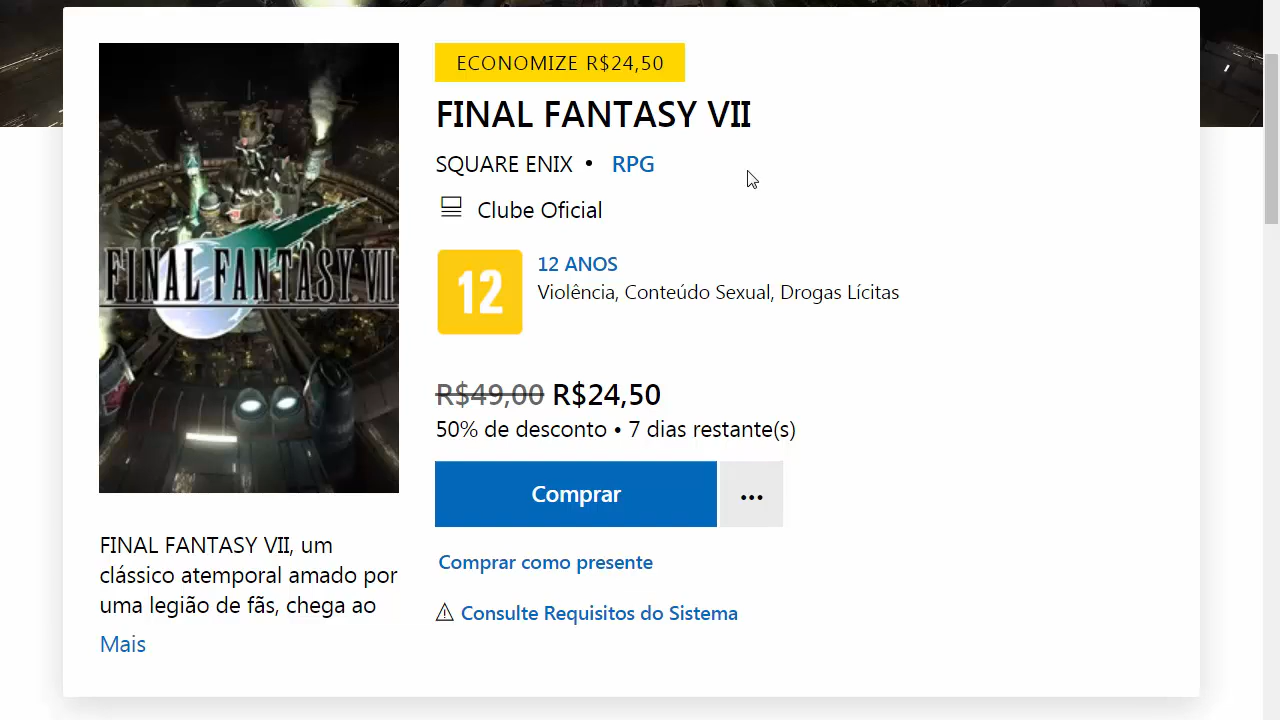 ECONOMIZE R$24,50
FINAL FANTASY VII
SQUARE ENIX • RPG
Clube Oficial
12
12 ANOS
Violência, Conteúdo Sexual, Drogas Lícitas
FINAL FANTASY VII
R$49,00 R$24,50
50% de desconto • 7 dias restante(s)
Comprar
...
Comprar como presente
Consulte Requisitos do Sistema
FINAL FANTASY VII, um
clássico atemporal amado por
uma legião de fãs, chega ao
Mais